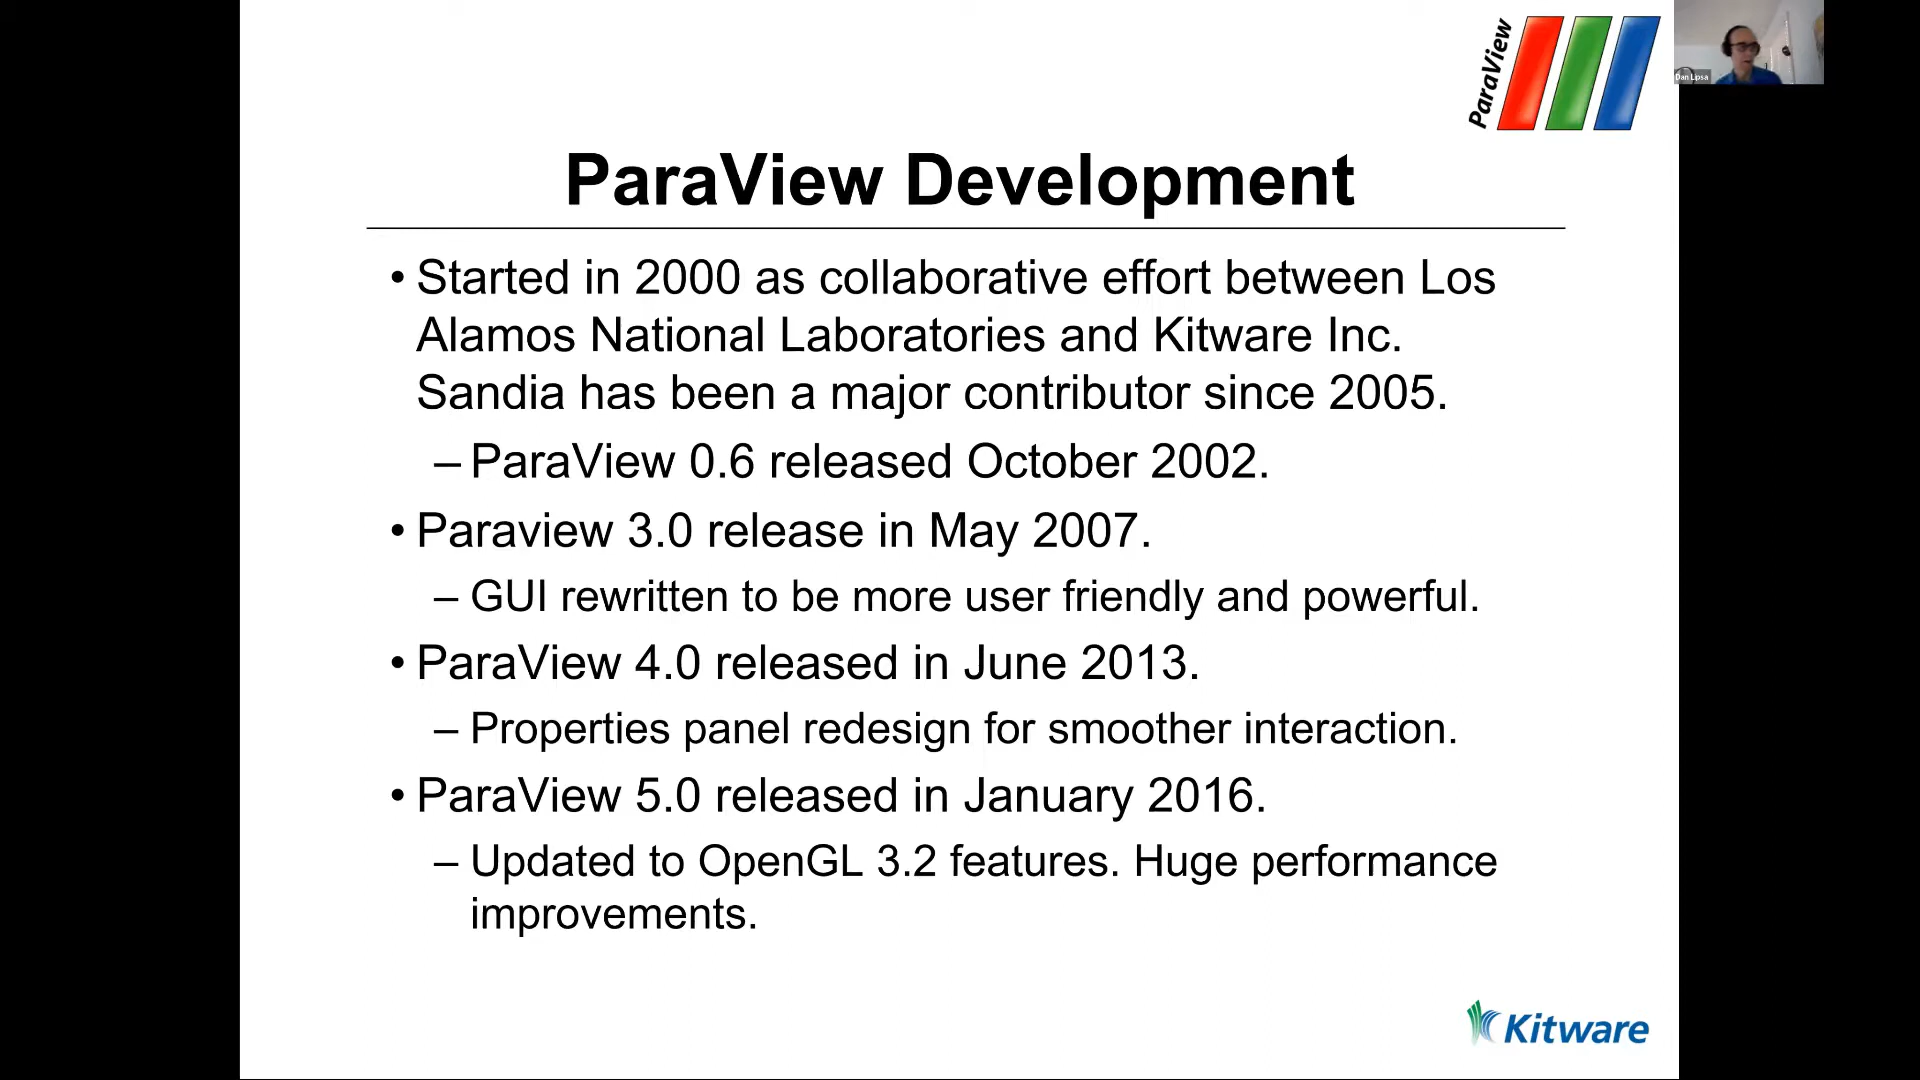 ParaView
Dan Lipsa
ParaView Development
• Started in 2000 as collaborative effort between Los
Alamos National Laboratories and Kitware Inc.
Sandia has been a major contributor since 2005.
– ParaView 0.6 released October 2002.
• Paraview 3.0 release in May 2007.
– GUI rewritten to be more user friendly and powerful.
• ParaView 4.0 released in June 2013.
– Properties panel redesign for smoother interaction.
• ParaView 5.0 released in January 2016.
– Updated to OpenGL 3.2 features. Huge performance
improvements.
Kitware